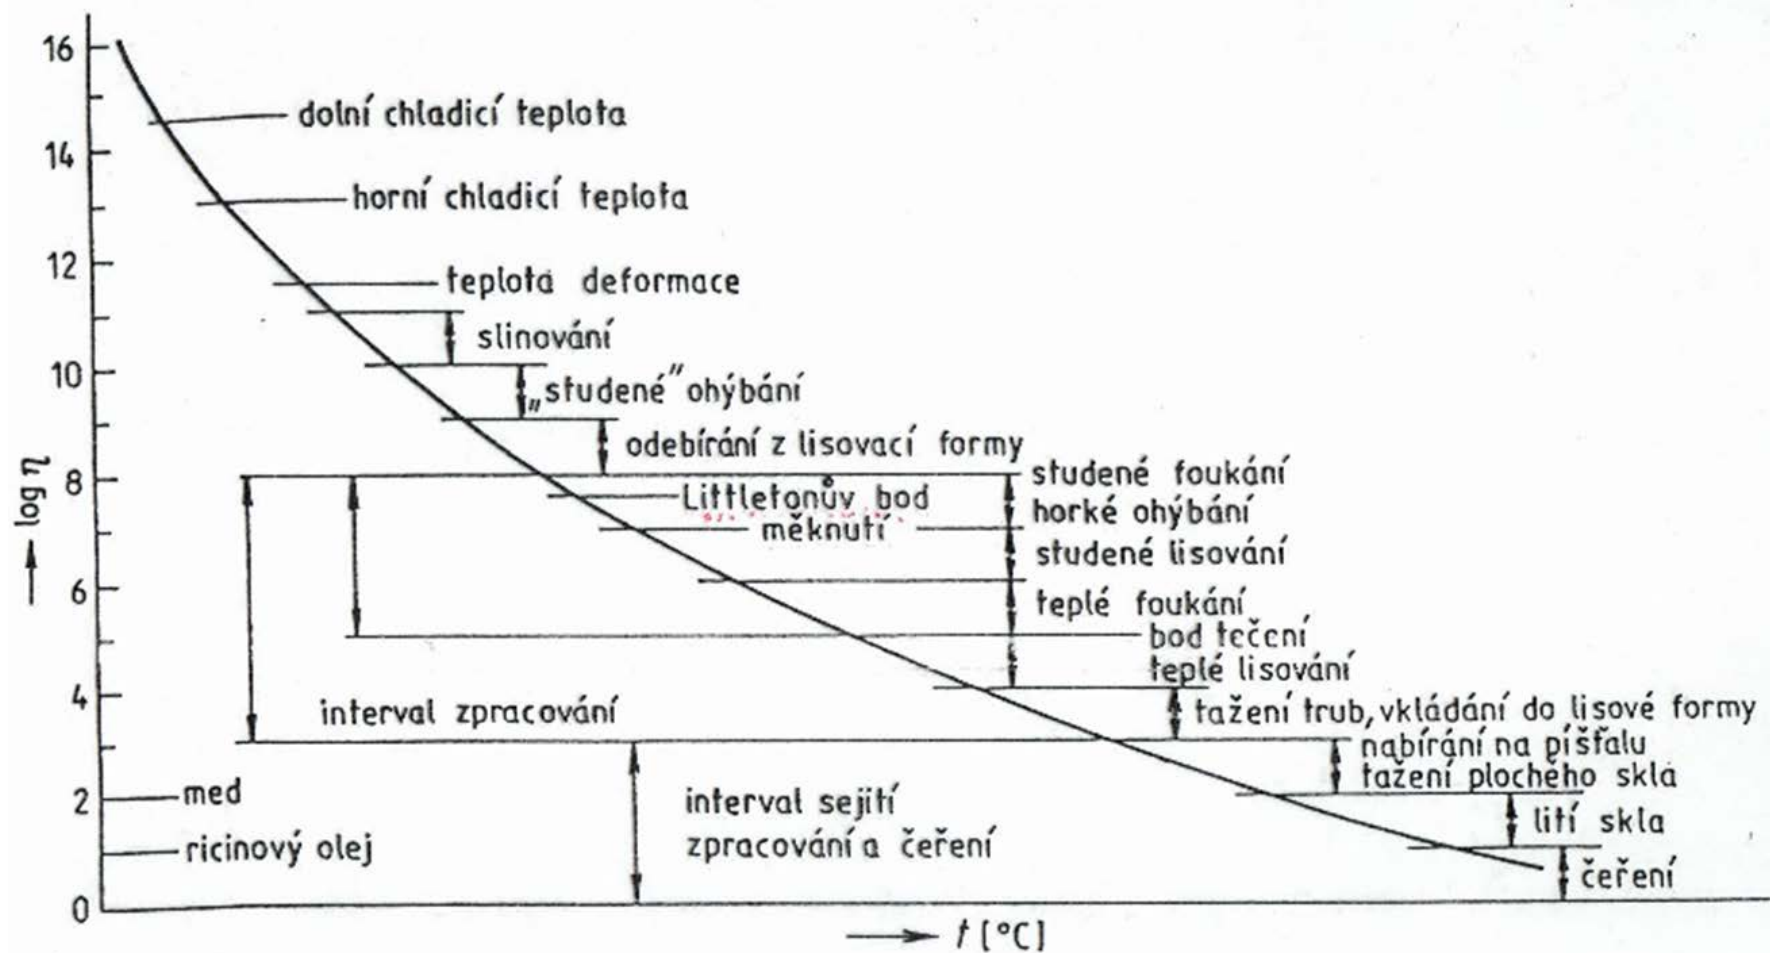 16
14
12
10
8
6
4
2
0
log η
dolní chladicí teplota
horní chladicí teplota
teplota deformace
slinování
„studené" ohýbání
odebírání z lisovací formy
studené foukání
Littletonův bod
měknutí
horké ohýbání
studené lisování
teplé foukání
bod tečení
teplé lisování
interval zpracování
tažení trub, vkládání do lisové formy
nabírání na píšťalu
tažení plochého skla
med
ricinový olej
interval sejití
zpracování a čeření
lití skla
čeření
t [°C]